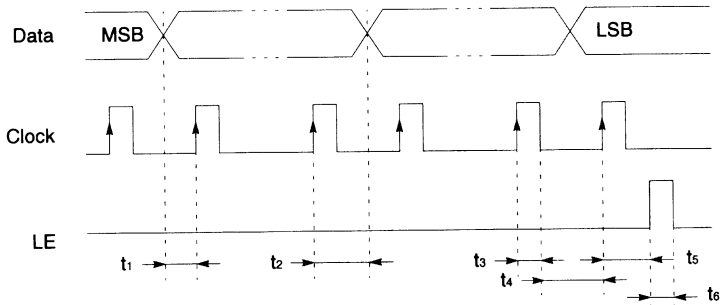 Data MSB LSB
Clock
LE
t1 t2 t3 t5
t4
t6